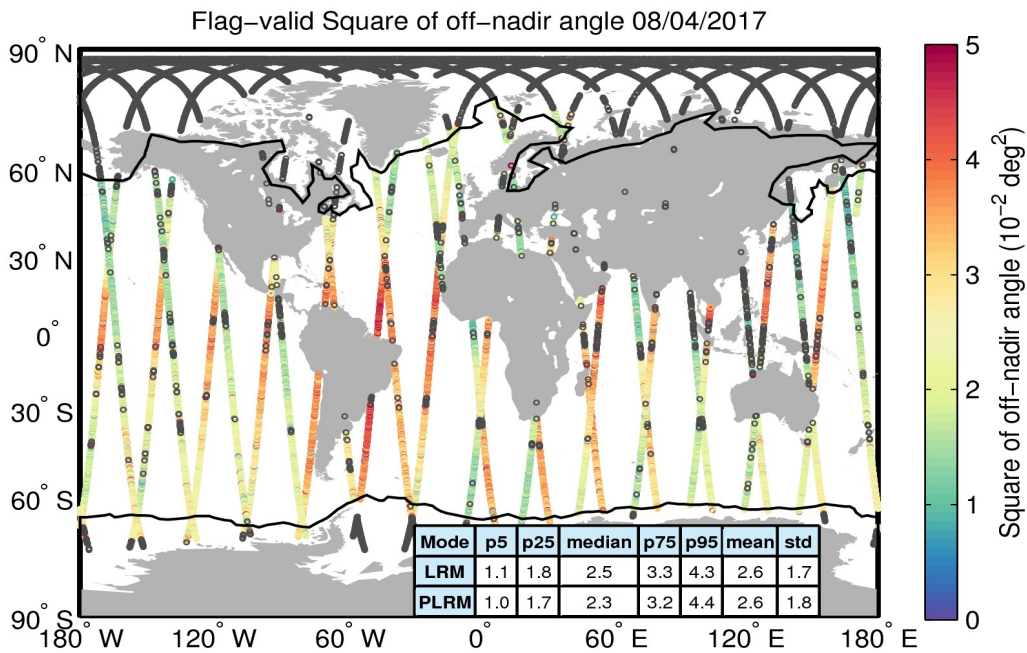 Flag−valid Square of off−nadir angle 08/04/2017
90° N
60° N
30° N
0°
30° S
60° S
90° S
180° W
120° W
60° W
0°
60° E
120° E
180° E
Mode p5 p25 median p75 p95 mean std
LRM 1.1 1.8 2.5 3.3 4.3 2.6 1.7
PLRM 1.0 1.7 2.3 3.2 4.4 2.6 1.8
5
4
3
2
1
0
Square of off−nadir angle (10⁻² deg²)